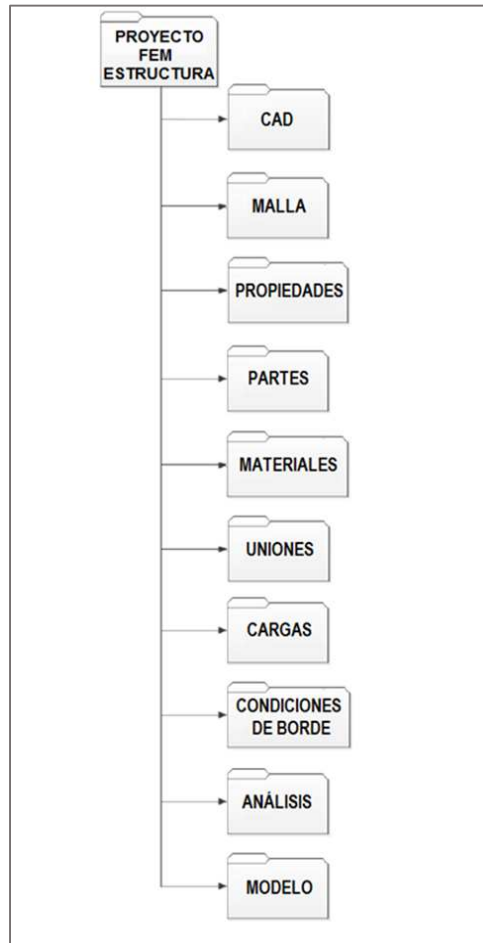 PROYECTO
FEM
ESTRUCTURA
CAD
MALLA
PROPIEDADES
PARTES
MATERIALES
UNIONES
CARGAS
CONDICIONES
DE BORDE
ANÁLISIS
MODELO